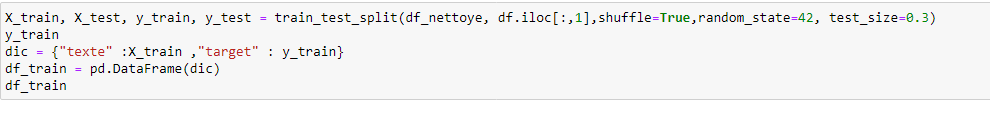 X_train, X_test, y_train, y_test = train_test_split(df_nettoye, df.iloc[:,1],shuffle=True,random_state=42, test_size=0.3)
y_train
dic = {"texte" :X_train ,"target" : y_train}
df_train = pd.DataFrame(dic)
df_train